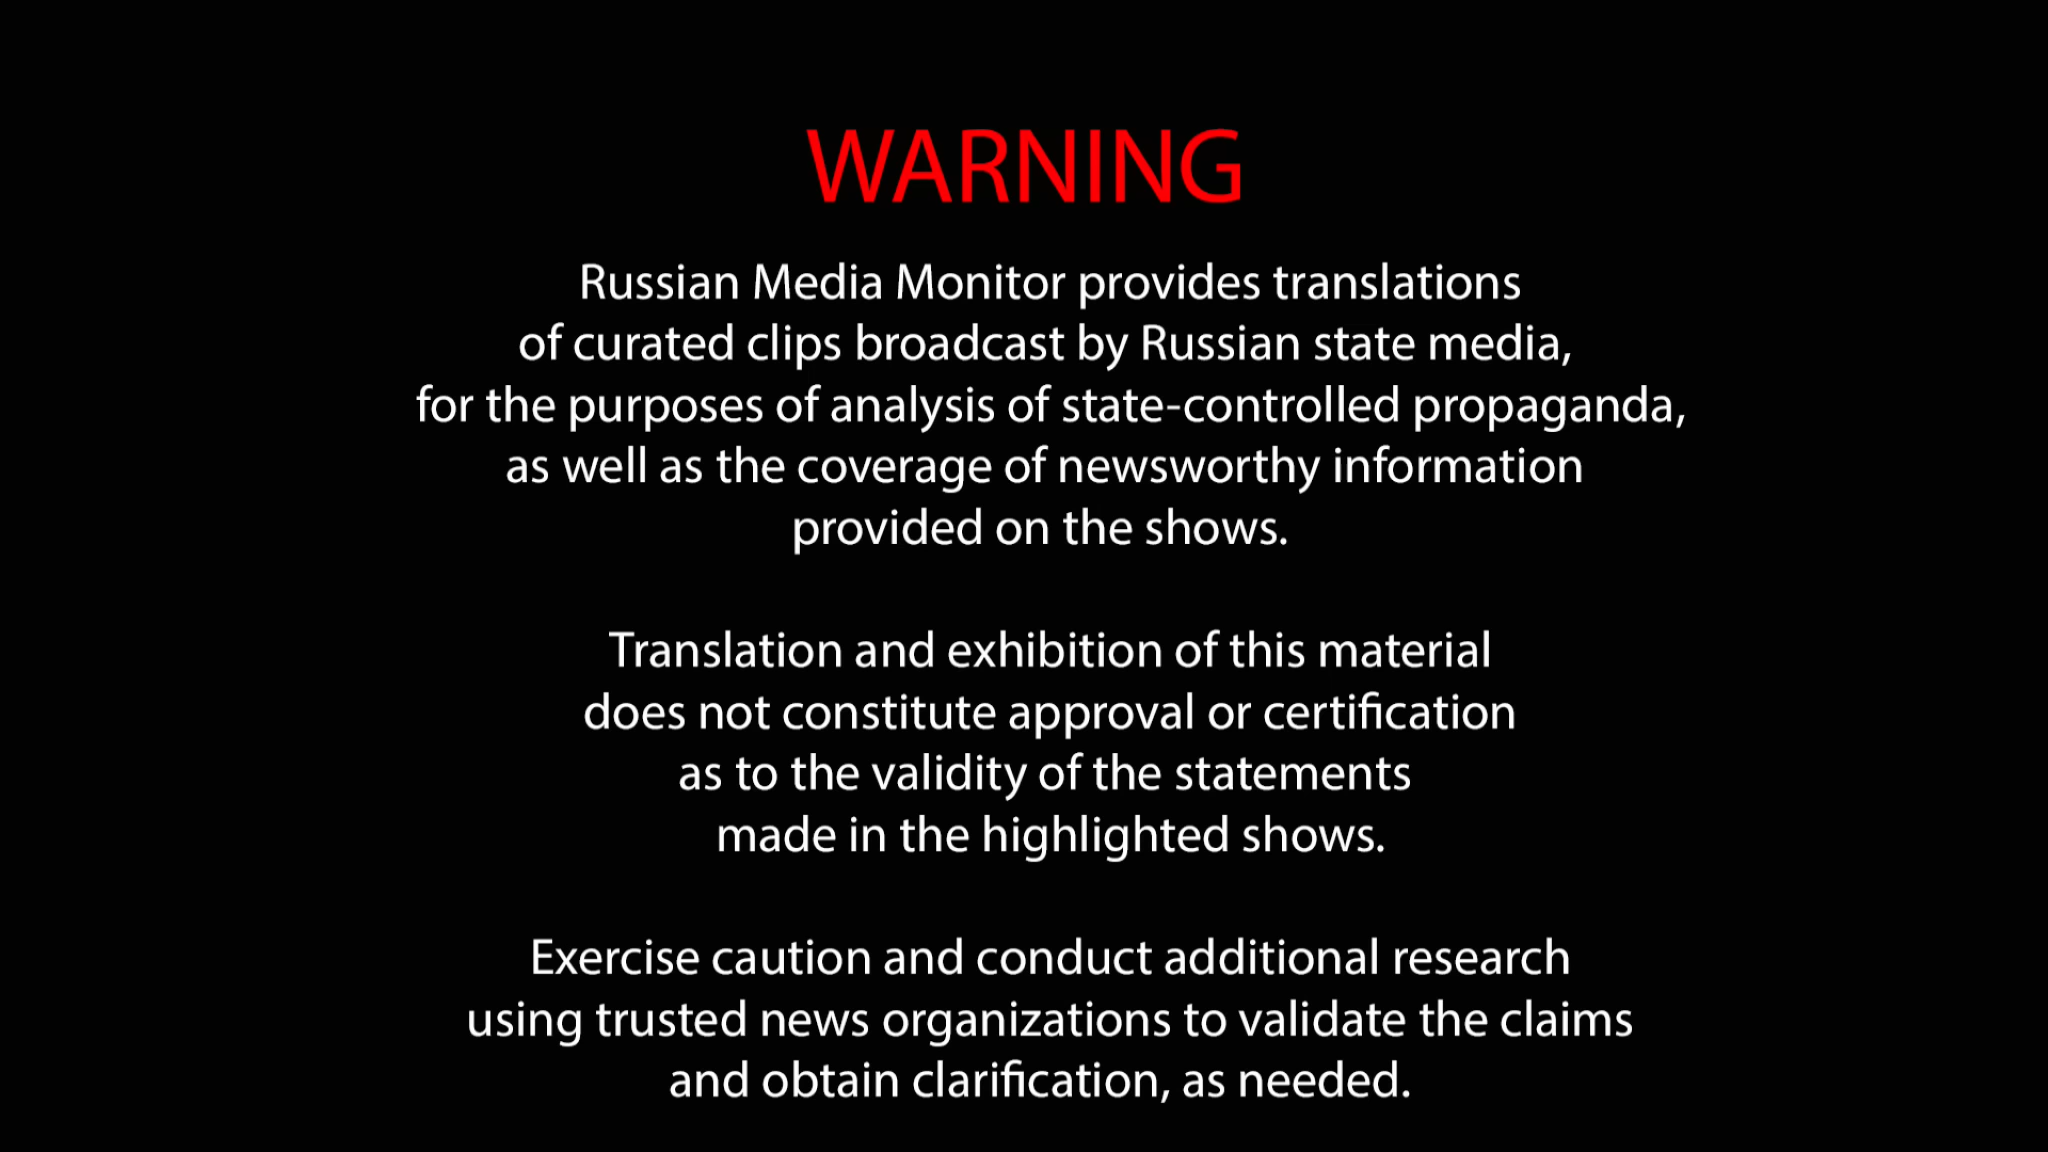 WARNING
Russian Media Monitor provides translations
of curated clips broadcast by Russian state media,
for the purposes of analysis of state-controlled propaganda,
as well as the coverage of newsworthy information
provided on the shows.
Translation and exhibition of this material
does not constitute approval or certification
as to the validity of the statements
made in the highlighted shows.
Exercise caution and conduct additional research
using trusted news organizations to validate the claims
and obtain clarification, as needed.